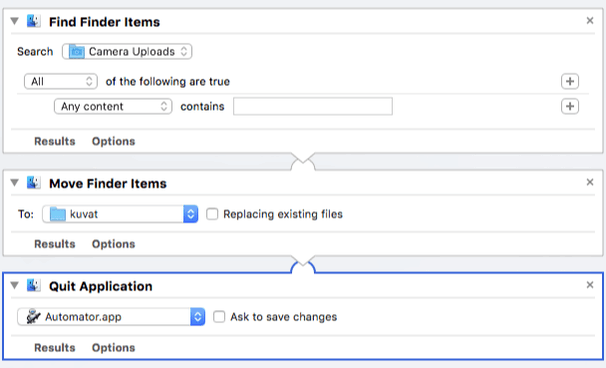 Find Finder Items
Search Camera Uploads
All of the following are true
Any content contains
Results Options
Move Finder Items
To: kuvat Replacing existing files
Results Options
Quit Application
Automator.app Ask to save changes
Results Options